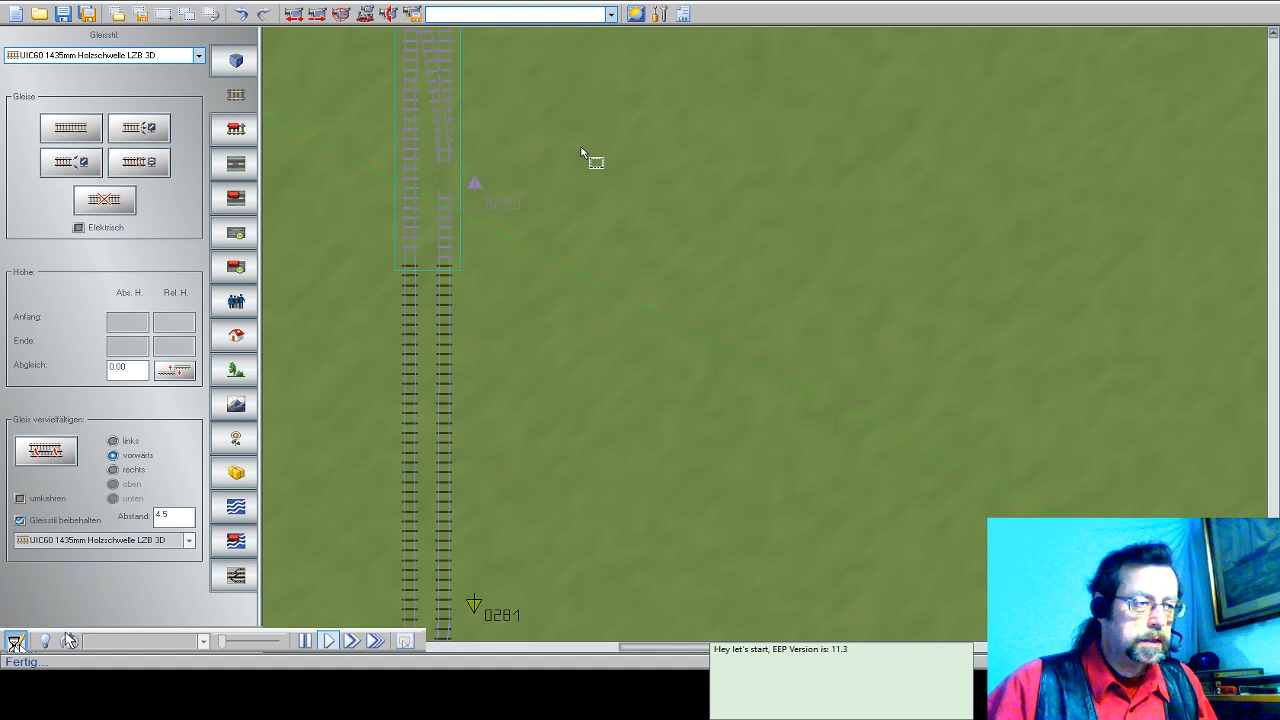 Gleisstil
UIC60 1435mm Holzschwelle LZB 3D
Gleise
Elektrisch
Höhe:
Abs. H. Rel. H.
Anfang:
Ende:
Abgleich: 0.00
Gleis vervielfältigen:
links
vorwärts
rechts
oben
umkehren
unten
Gleisstil beibehalten
Abstand: 4.5
UIC60 1435mm Holzschwelle LZB 3D
0281
Fertig...
Hey let's start, EEP Version is: 11.3